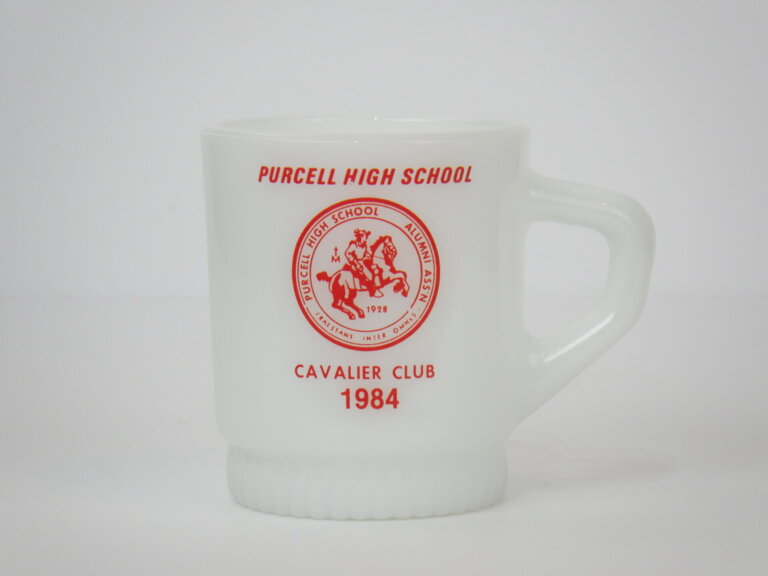 PURCELL HIGH SCHOOL
PURCELL HIGH SCHOOL ALUMNI ASS'N.
M
1928
PRAESTANS INTER OMNES
CAVALIER CLUB
1984